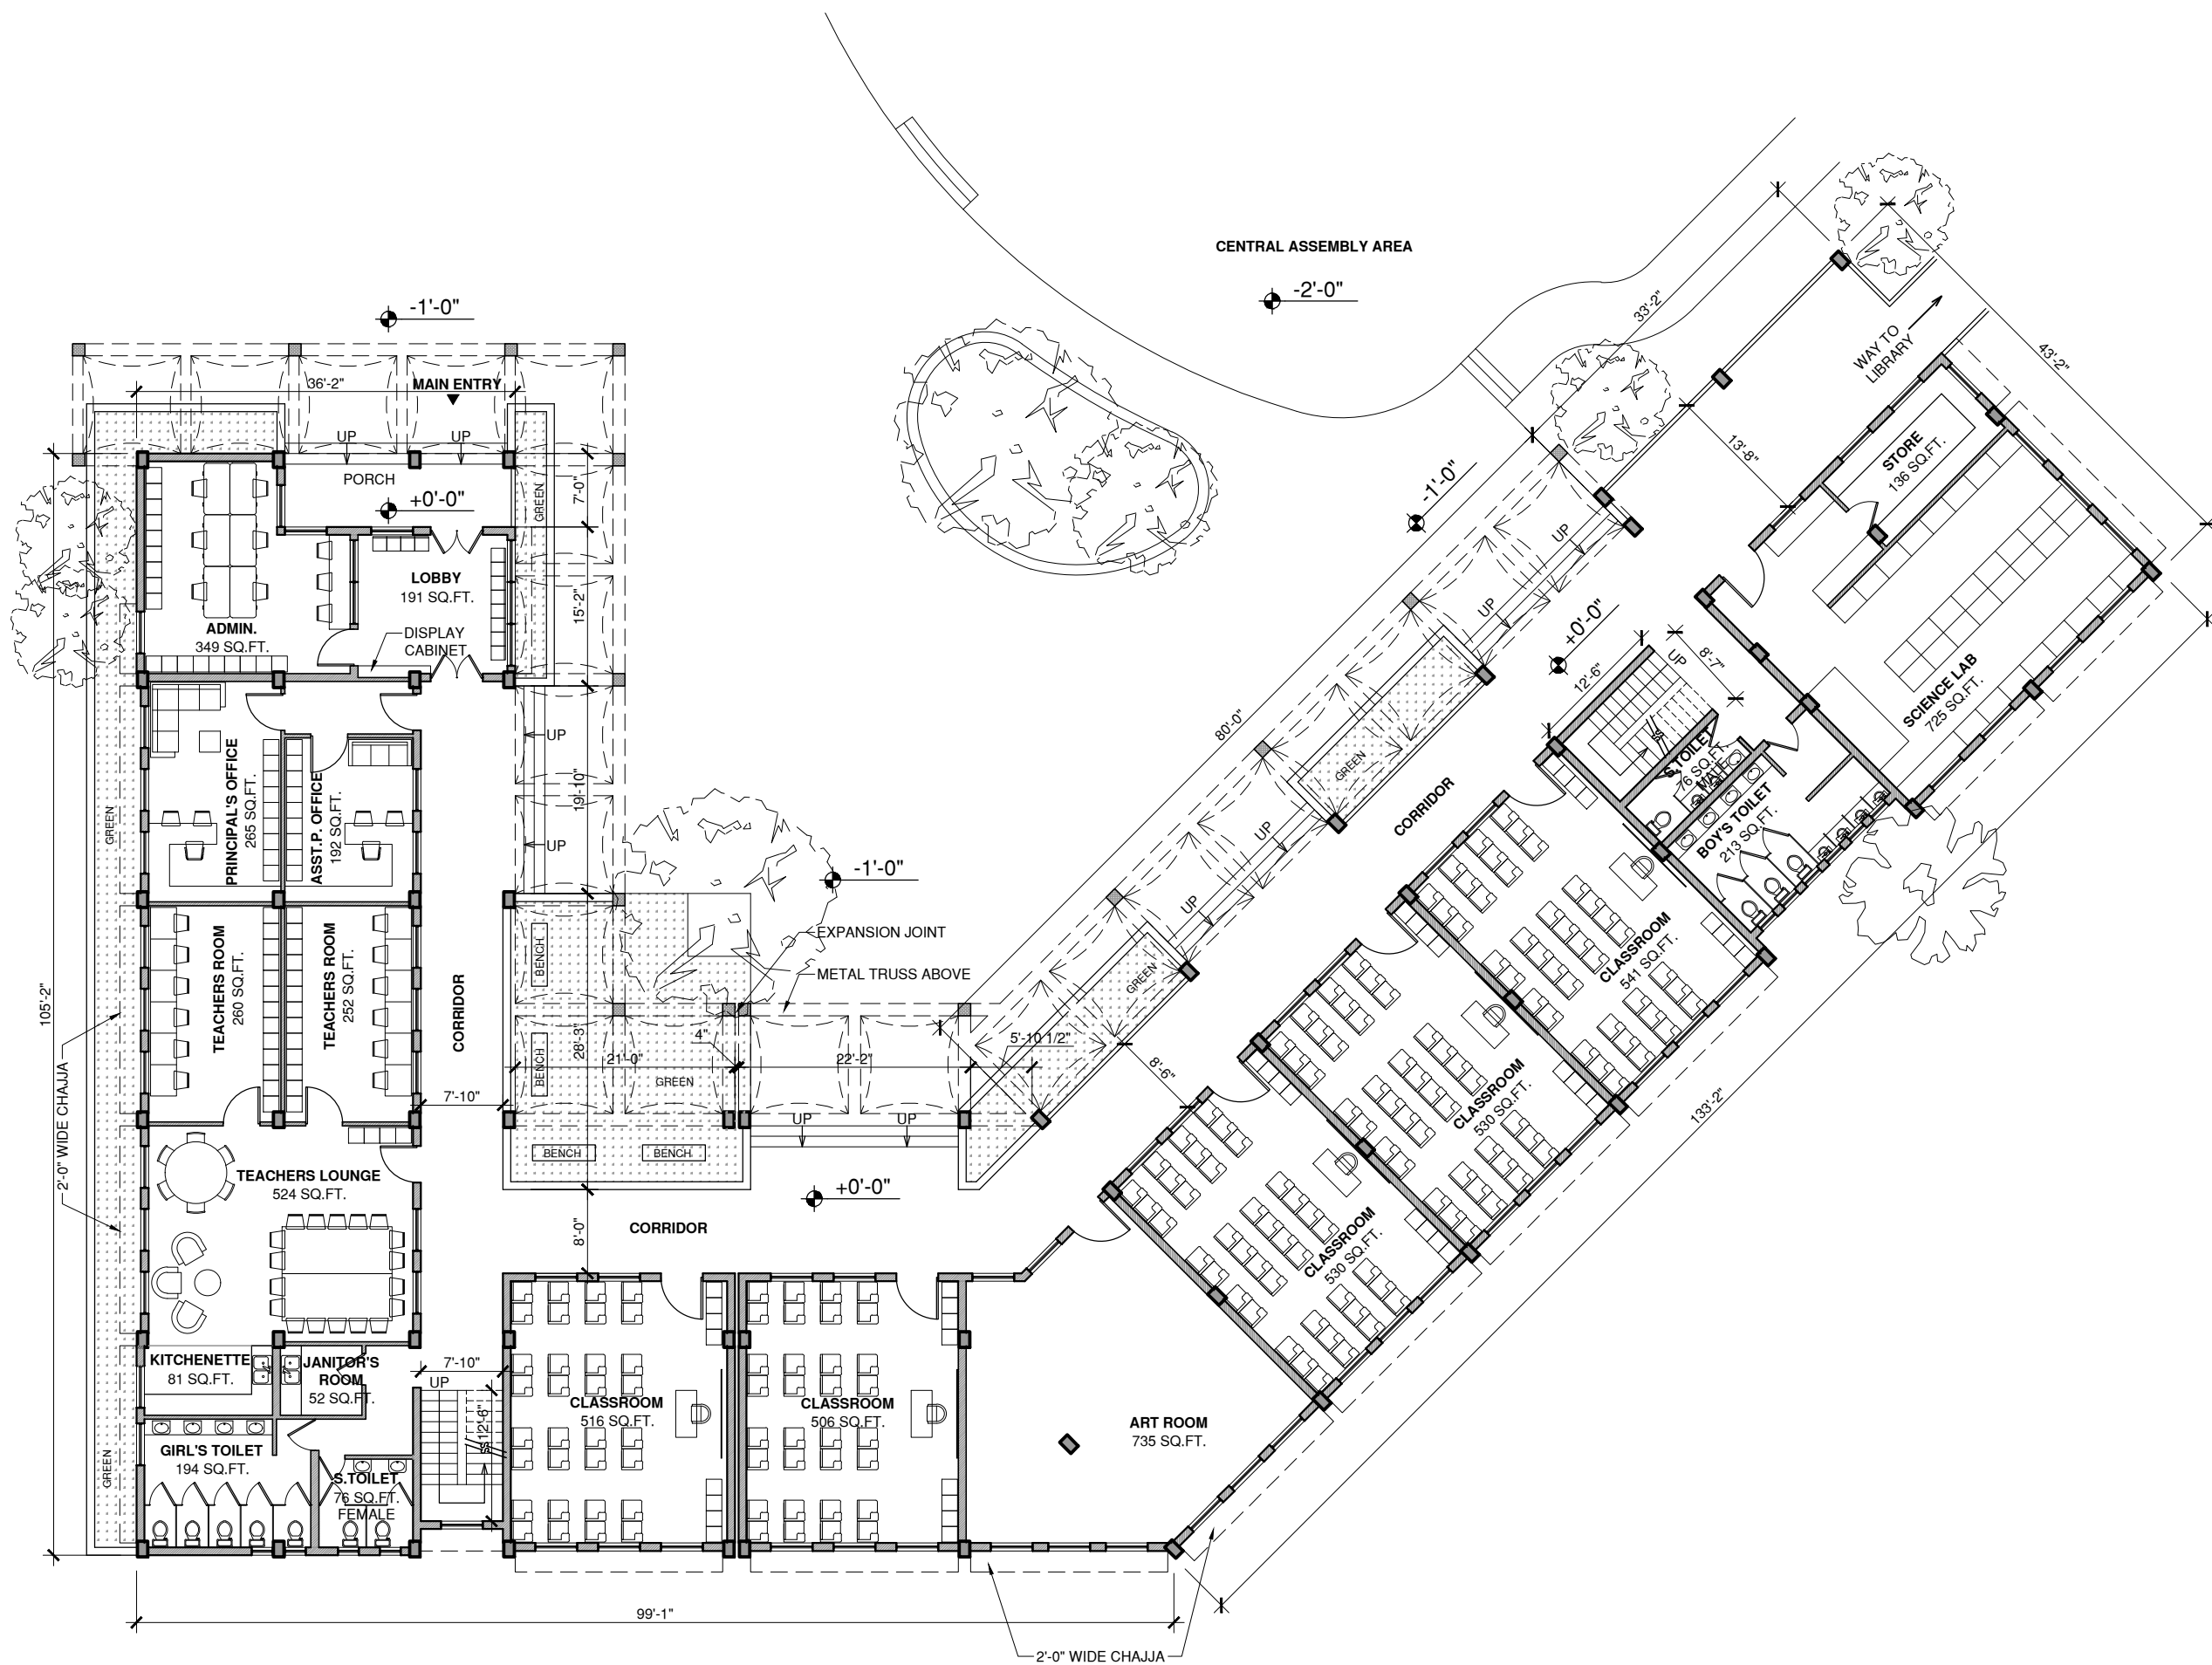 CENTRAL ASSEMBLY AREA
-2'-0"
33'-2"
43'-2"
WAY TO
LIBRARY
-1'-0"
36'-2"
MAIN ENTRY
UP
UP
PORCH
+0'-0"
GREEN
7'-0"
LOBBY
191 SQ.FT.
15'-2"
ADMIN.
349 SQ.FT.
DISPLAY
CABINET
13'-8"
STORE
136 SQ.FT.
-1'-0"
UP
UP
+0'-0"
SCIENCE LAB
725 SQ.FT.
12'-6"
UP
8'-7"
S.TOILET
76 SQ.FT.
MALE
BOY'S TOILET
213 SQ.FT.
80'-0"
GREEN
CORRIDOR
UP
UP
GREEN
UP
19'-10"
UP
PRINCIPAL'S OFFICE
265 SQ.FT.
ASST.P. OFFICE
192 SQ.FT.
GREEN
-1'-0"
EXPANSION JOINT
METAL TRUSS ABOVE
BENCH
TEACHERS ROOM
260 SQ.FT.
TEACHERS ROOM
252 SQ.FT.
CORRIDOR
105'-2"
2'-0" WIDE CHAJJA
28'-3"
BENCH
21'-0"
4"
22'-2"
5'-10 1/2"
GREEN
8'-6"
7'-10"
UP
UP
BENCH
BENCH
TEACHERS LOUNGE
524 SQ.FT.
+0'-0"
8'-0"
CORRIDOR
CLASSROOM
541 SQ.FT.
CLASSROOM
530 SQ.FT.
CLASSROOM
530 SQ.FT.
133'-2"
KITCHENETTE
81 SQ.FT.
JANITOR'S
ROOM
52 SQ.FT.
7'-10"
UP
12'-6"
CLASSROOM
516 SQ.FT.
CLASSROOM
506 SQ.FT.
ART ROOM
735 SQ.FT.
GIRL'S TOILET
194 SQ.FT.
GREEN
S.TOILET
76 SQ.FT.
FEMALE
99'-1"
2'-0" WIDE CHAJJA